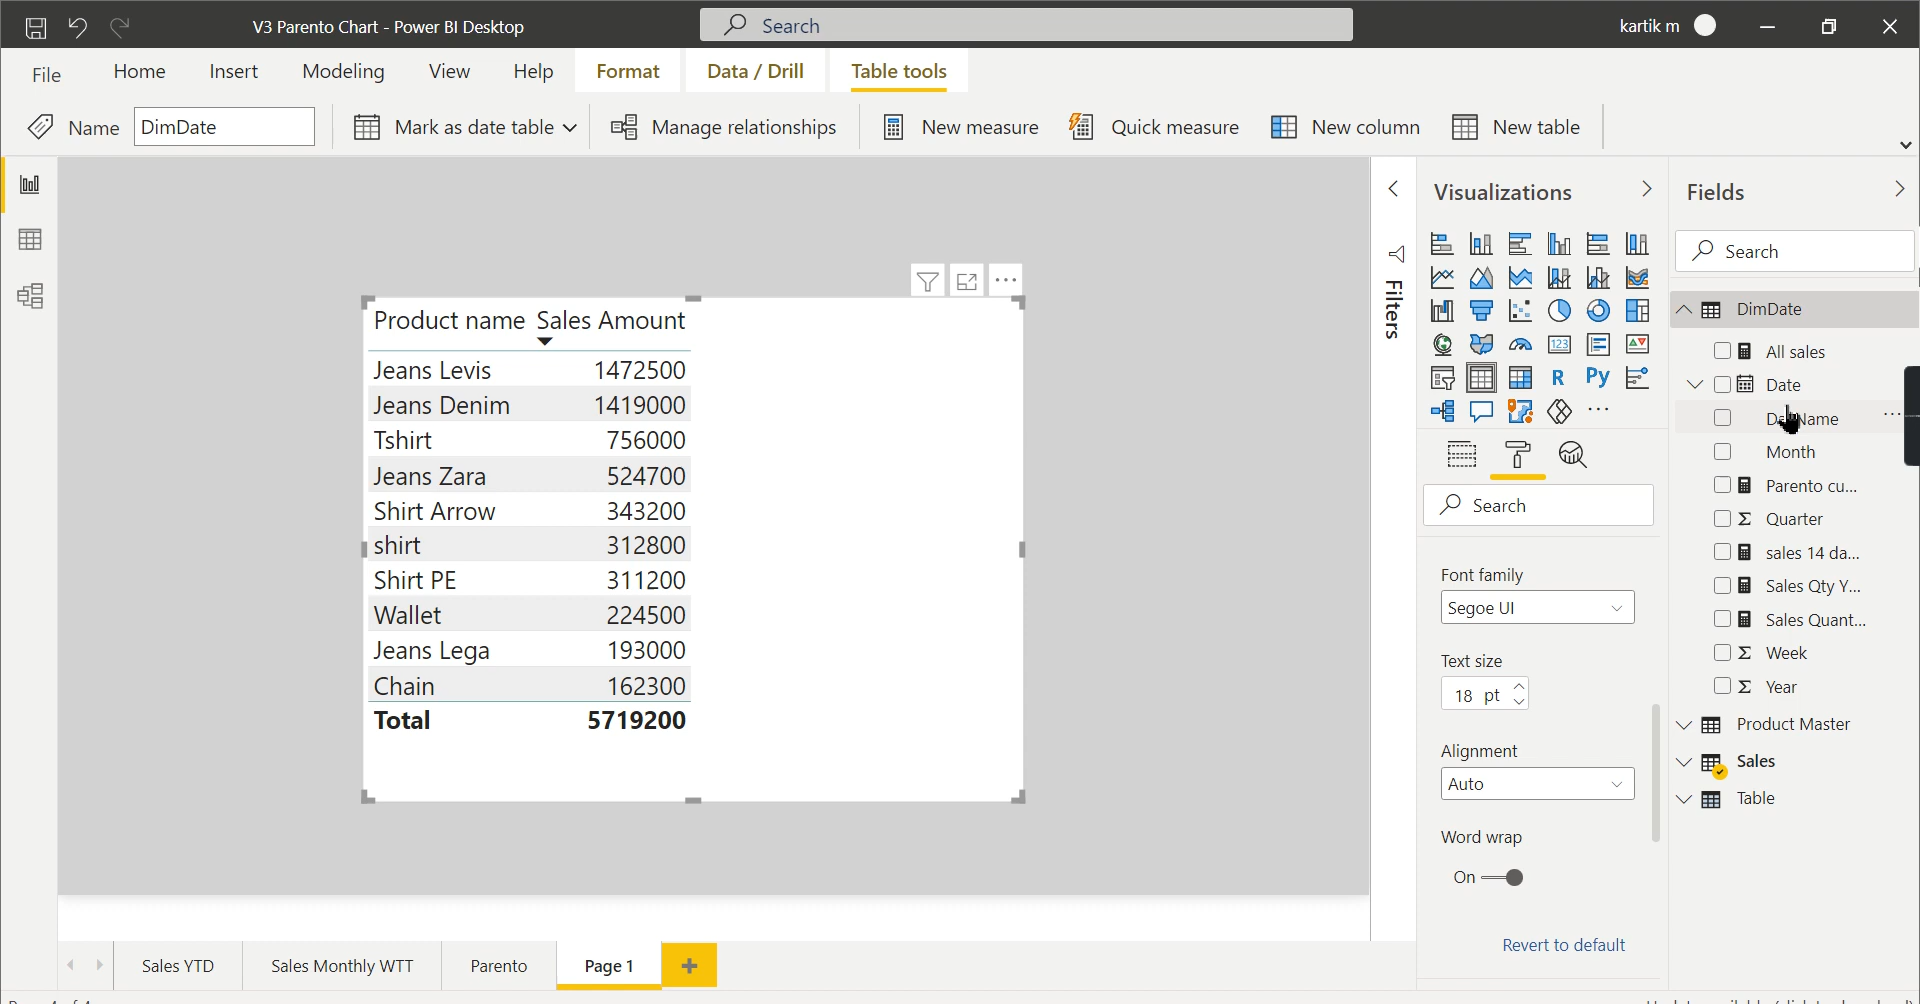 V3 Parento Chart - Power BI Desktop
Search
kartik m
File
Home
Insert
Modeling
View
Help
Format
Data / Drill
Table tools
Name
DimDate
Mark as date table
Manage relationships
New measure
Quick measure
New column
New table
Product name Sales Amount
Jeans Levis 1472500
Jeans Denim 1419000
Tshirt 756000
Jeans Zara 524700
Shirt Arrow 343200
shirt 312800
Shirt PE 311200
Wallet 224500
Jeans Lega 193000
Chain 162300
Total 5719200
Filters
Visualizations
123
R
Py
Search
Font family
Segoe UI
Text size
18 pt
Alignment
Auto
Word wrap
On
Revert to default
Fields
Search
DimDate
All sales
Date
Month
Parento cu...
Quarter
sales 14 da...
Sales Qty Y...
Sales Quant...
Week
Year
Product Master
Sales
Table
Sales YTD
Sales Monthly WTT
Parento
Page 1